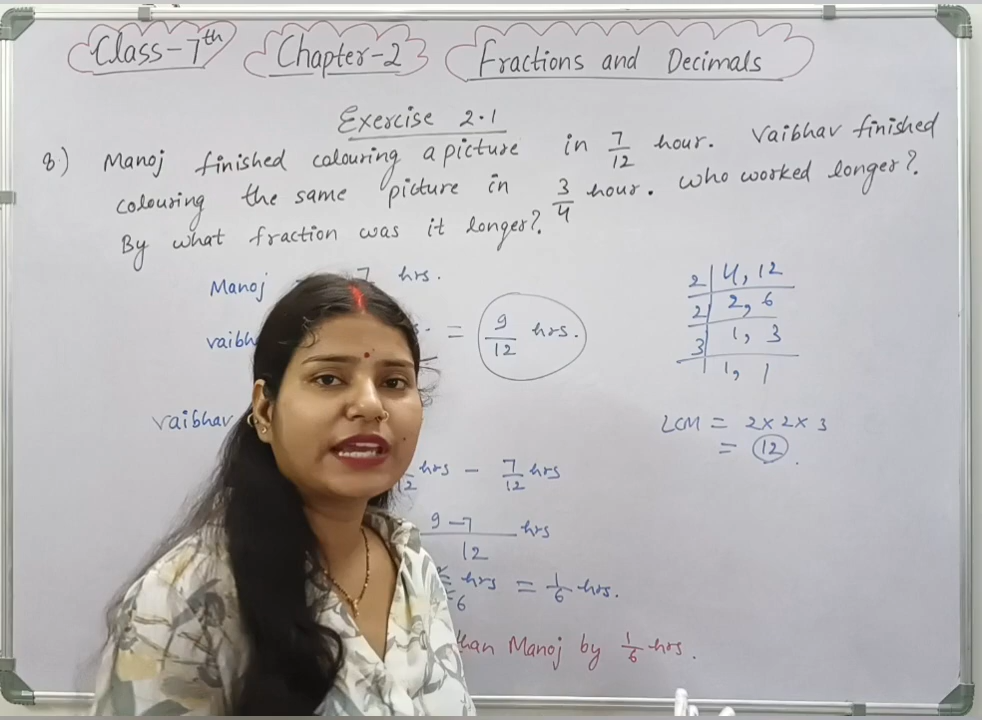 Class-7th Chapter-2 Fractions and Decimals
Exercise 2.1
8) Manoj finished colouring a picture in 7/12 hour. Vaibhav finished
colouring the same picture in 3/4 hour. Who worked longer?
By what fraction was it longer?
Manoj 7 hrs.
= 9/12 hrs.
Vaibhav
hrs - 7/12 hrs
9-7/12 hrs
hrs = 1/6 hrs.
than Manoj by 1/6 hrs.
2 | 4, 12
2 | 2, 6
3 | 1, 3
1, 1
LCM = 2×2×3
= 12.